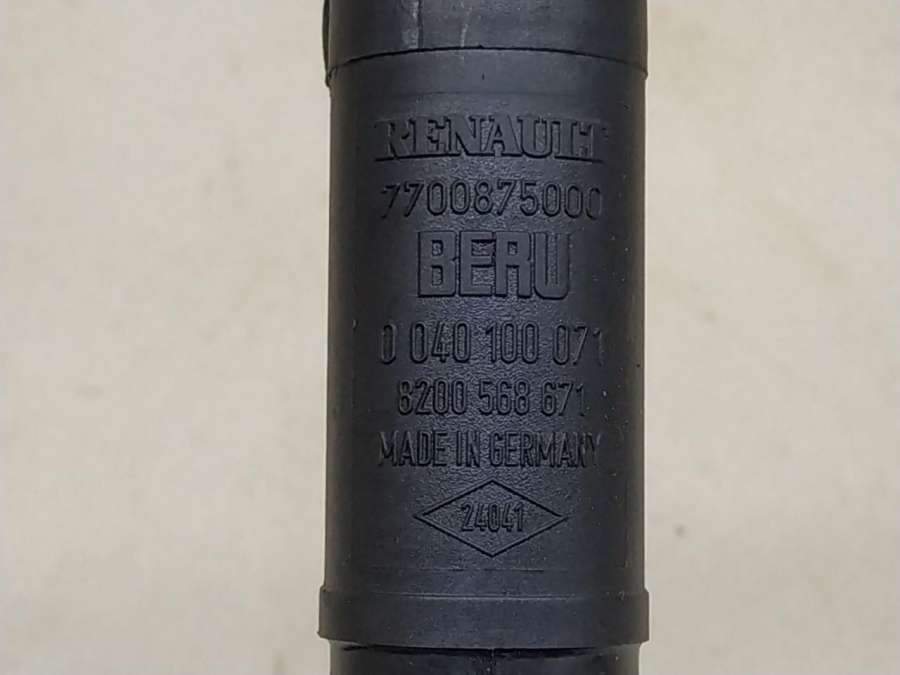 RENAULT
7700875000
BERU
0 040 100 071
8200 568 671
MADE IN GERMANY
24041